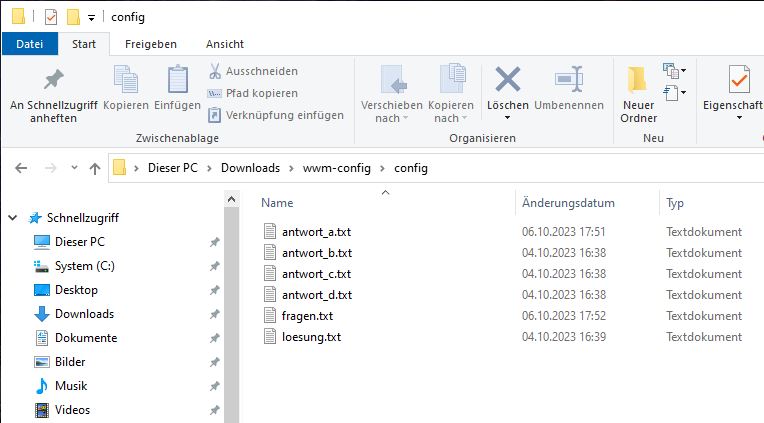 config
Datei Start Freigeben Ansicht
An Schnellzugriff anheften
Kopieren
Einfügen
Ausschneiden
Pfad kopieren
Verknüpfung einfügen
Zwischenablage
Verschieben nach
Kopieren nach
Löschen
Umbenennen
Organisieren
Neuer Ordner
Neu
Eigenschaft
Dieser PC > Downloads > wwm-config > config
Name Änderungsdatum Typ
Schnellzugriff
Dieser PC
System (C:)
Desktop
Downloads
Dokumente
Bilder
Musik
Videos
antwort_a.txt 06.10.2023 17:51 Textdokument
antwort_b.txt 04.10.2023 16:38 Textdokument
antwort_c.txt 04.10.2023 16:38 Textdokument
antwort_d.txt 04.10.2023 16:38 Textdokument
fragen.txt 06.10.2023 17:52 Textdokument
loesung.txt 04.10.2023 16:39 Textdokument